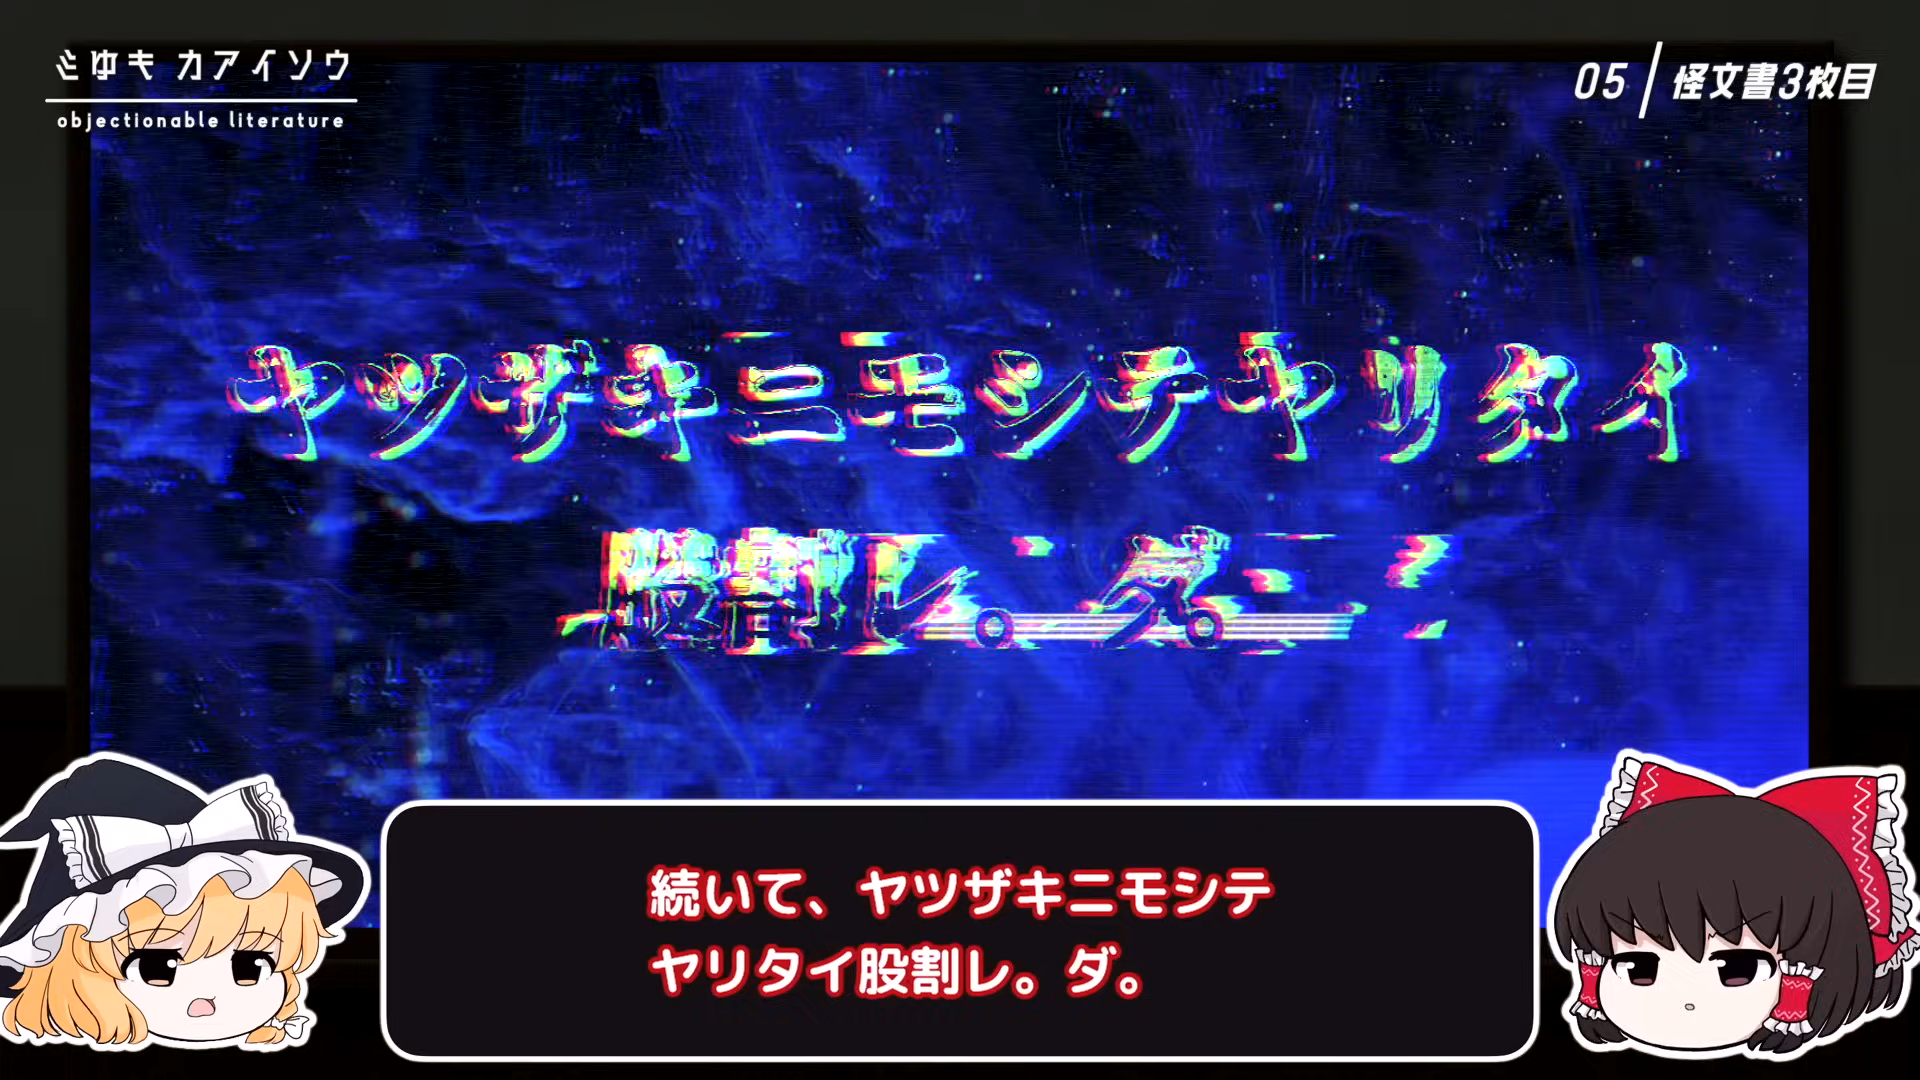 ミゆキ カアイソウ
objectionable literature
05 怪文書3枚目
ヤツザキニモシテヤリタイ
股割レ。ダ。
続いて、ヤツザキニモシテ
ヤリタイ股割レ。ダ。